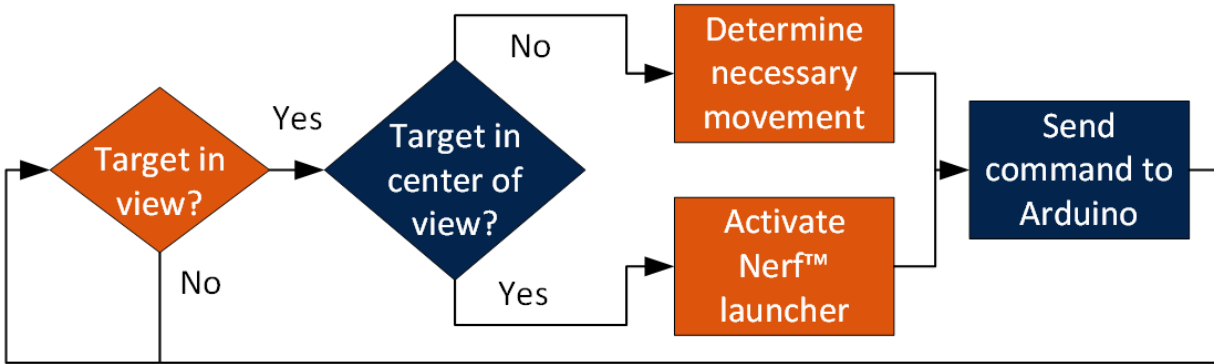 Target in
view?
Yes
No
Target in
center of
view?
No
Yes
Determine
necessary
movement
Activate
Nerf™
launcher
Send
command to
Arduino